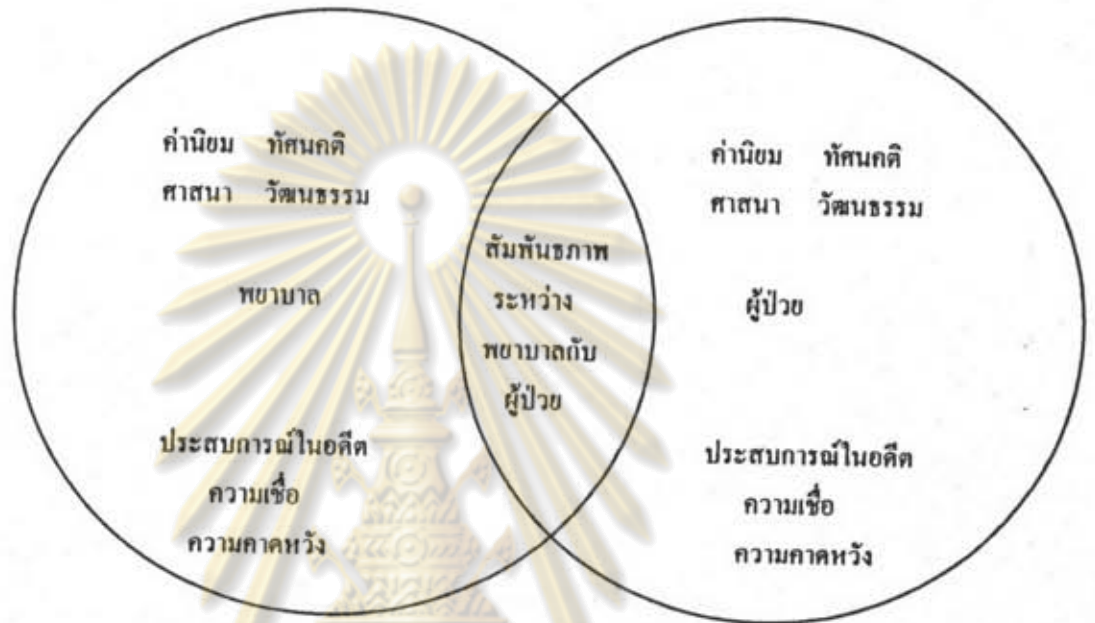 ค่านิยม ทัศนคติ
ศาสนา วัฒนธรรม
พยาบาล
ประสบการณ์ในอดีต
ความเชื่อ
ความคาดหวัง
สัมพันธภาพ
ระหว่าง
พยาบาลกับ
ผู้ป่วย
ค่านิยม ทัศนคติ
ศาสนา วัฒนธรรม
ผู้ป่วย
ประสบการณ์ในอดีต
ความเชื่อ
ความคาดหวัง